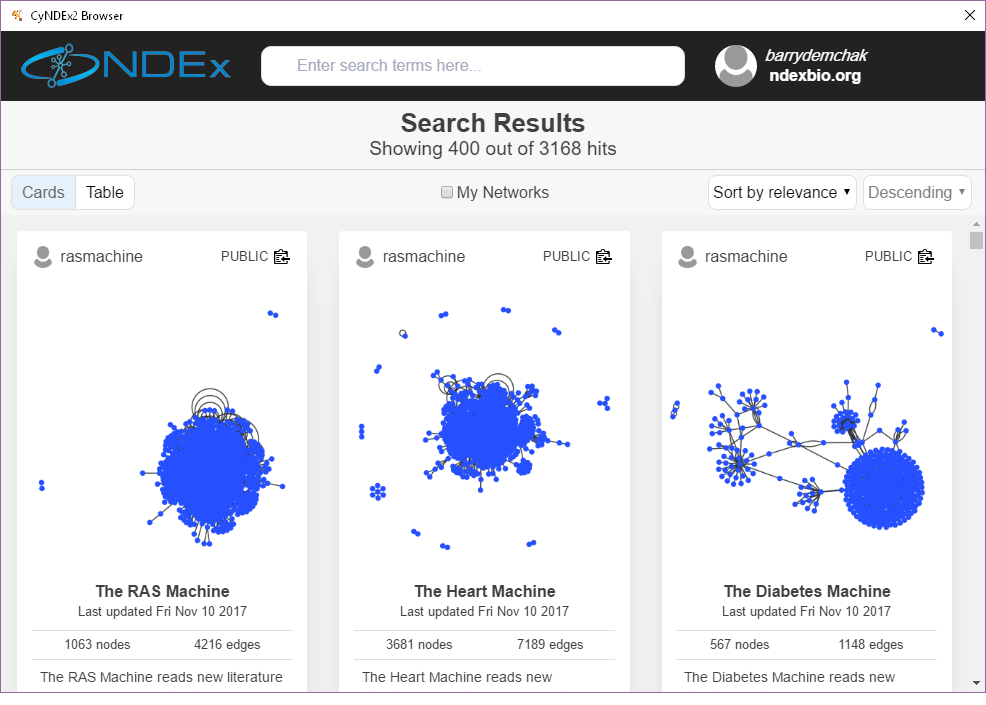 CyNDEx2 Browser
NDEx
Enter search terms here...
barrydemchak
ndexbio.org
Search Results
Showing 400 out of 3168 hits
Cards Table My Networks Sort by relevance Descending
rasmachine PUBLIC rasmachine PUBLIC rasmachine PUBLIC
The RAS Machine The Heart Machine The Diabetes Machine
Last updated Fri Nov 10 2017 Last updated Fri Nov 10 2017 Last updated Fri Nov 10 2017
1063 nodes 4216 edges 3681 nodes 7189 edges 567 nodes 1148 edges
The RAS Machine reads new literature The Heart Machine reads new The Diabetes Machine reads new